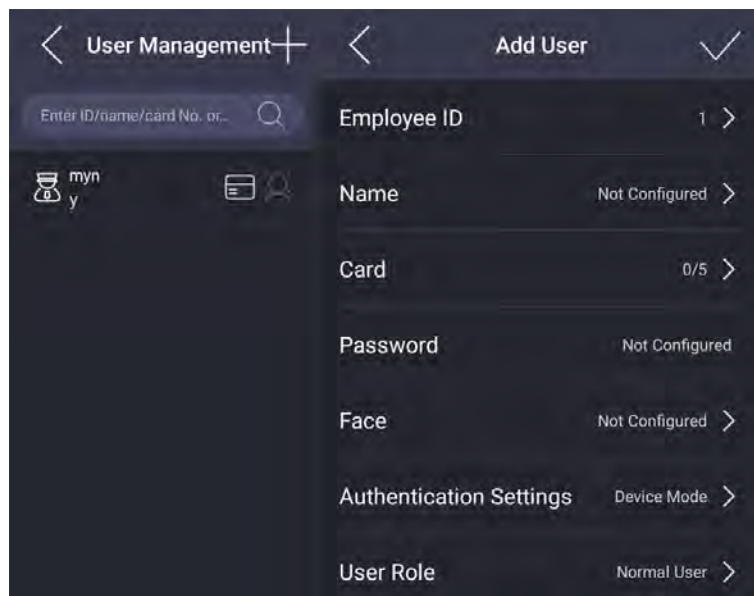 User Management
Enter ID/name/card No. or...
myn
y
Add User
Employee ID 1
Name Not Configured
Card 0/5
Password Not Configured
Face Not Configured
Authentication Settings Device Mode
User Role Normal User